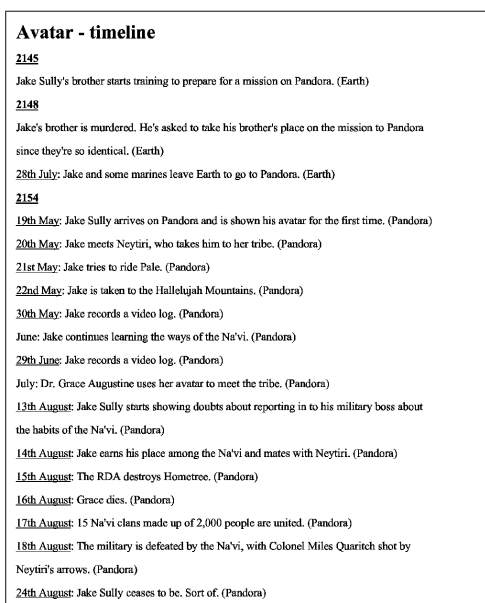 Avatar - timeline
2145
Jake Sully's brother starts training to prepare for a mission on Pandora. (Earth)
2148
Jake's brother is murdered. He's asked to take his brother's place on the mission to Pandora
since they're so identical. (Earth)
28th July: Jake and some marines leave Earth to go to Pandora. (Earth)
2154
19th May: Jake Sully arrives on Pandora and is shown his avatar for the first time. (Pandora)
20th May: Jake meets Neytiri, who takes him to her tribe. (Pandora)
21st May: Jake tries to ride Pale. (Pandora)
22nd May: Jake is taken to the Hallelujah Mountains. (Pandora)
30th May: Jake records a video log. (Pandora)
June: Jake continues learning the ways of the Na'vi. (Pandora)
29th June: Jake records a video log. (Pandora)
July: Dr. Grace Augustine uses her avatar to meet the tribe. (Pandora)
13th August: Jake Sully starts showing doubts about reporting in to his military boss about
the habits of the Na'vi. (Pandora)
14th August: Jake earns his place among the Na'vi and mates with Neytiri. (Pandora)
15th August: The RDA destroys Hometree. (Pandora)
16th August: Grace dies. (Pandora)
17th August: 15 Na'vi clans made up of 2,000 people are united. (Pandora)
18th August: The military is defeated by the Na'vi, with Colonel Miles Quaritch shot by
Neytiri's arrows. (Pandora)
24th August: Jake Sully ceases to be. Sort of. (Pandora)